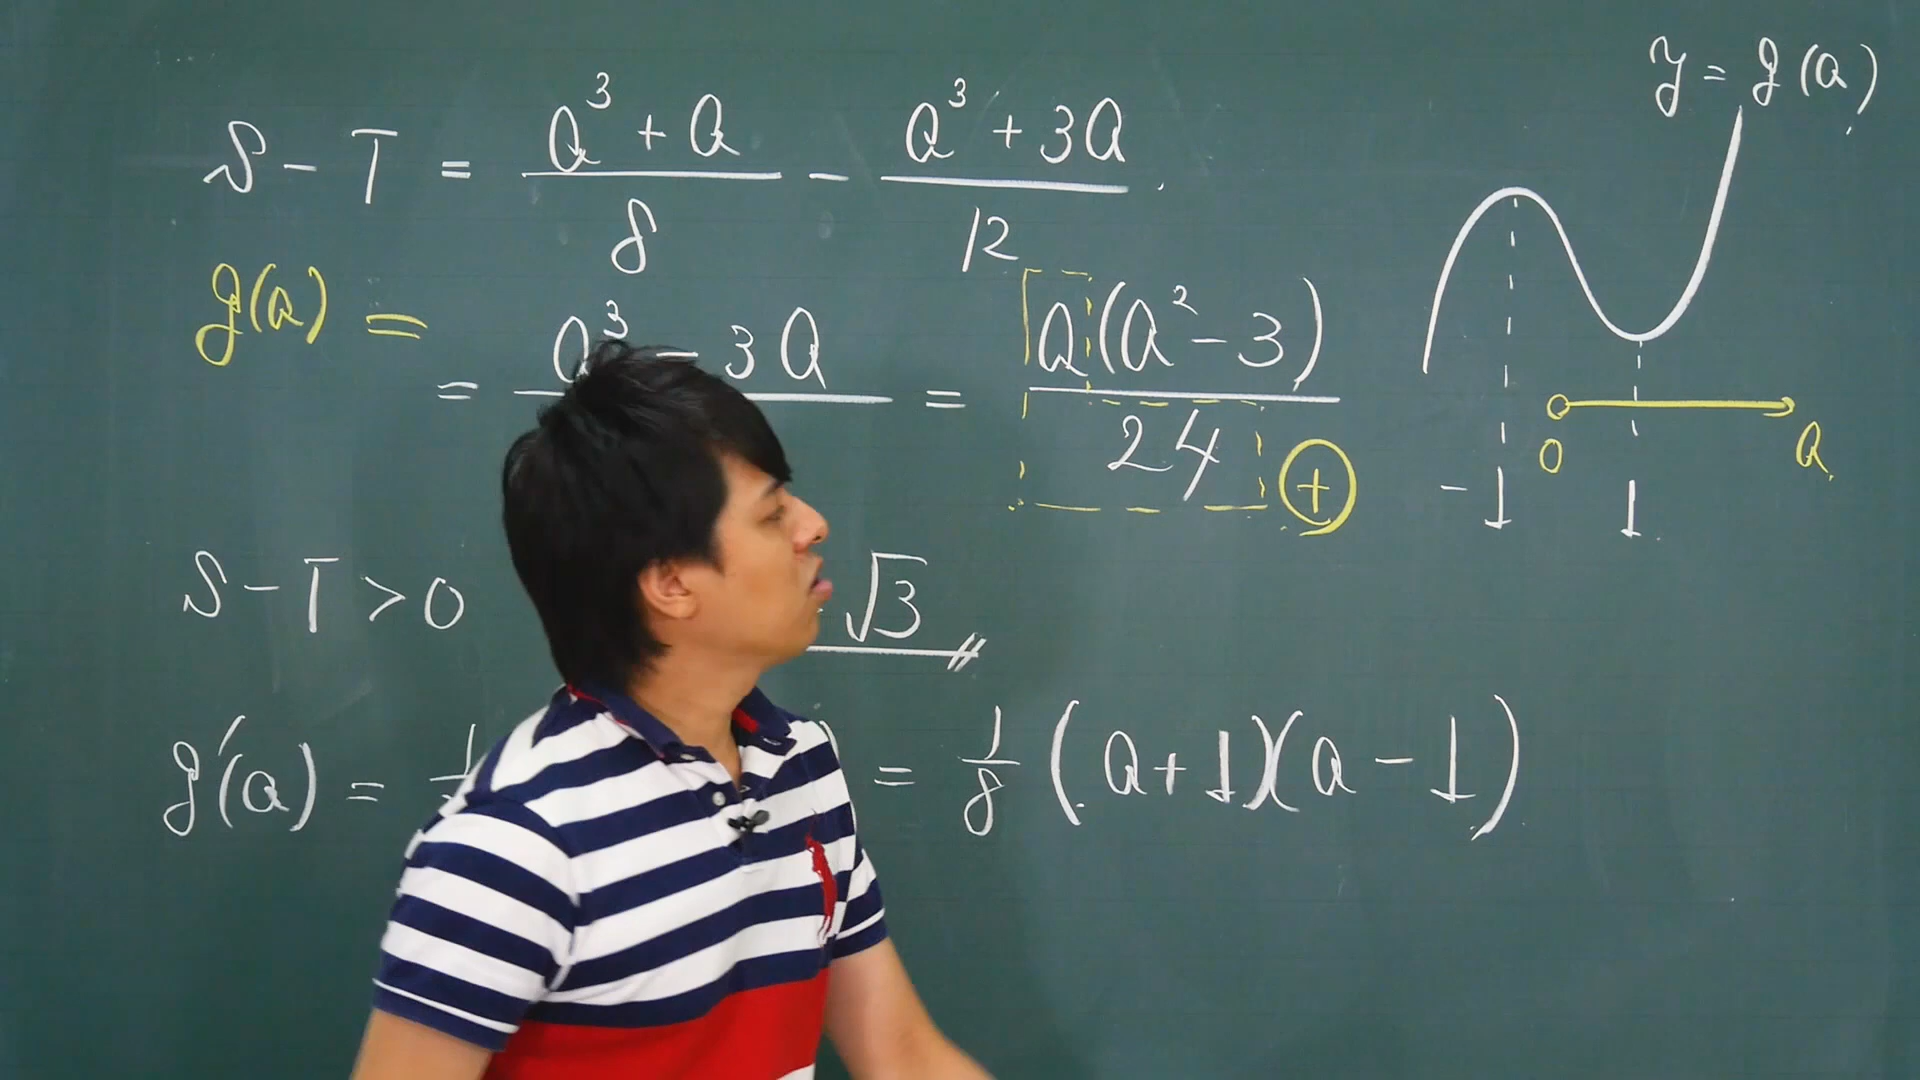 S - T = (a³ + a)/8 - (a³ + 3a)/12
g(a) =
= (a³ - 3a) = a(a² - 3)/24 ⊕
S - T > 0 √3
g'(a) = = 1/8 (a + 1)(a - 1)
y = g(a)
0 a
-1 1